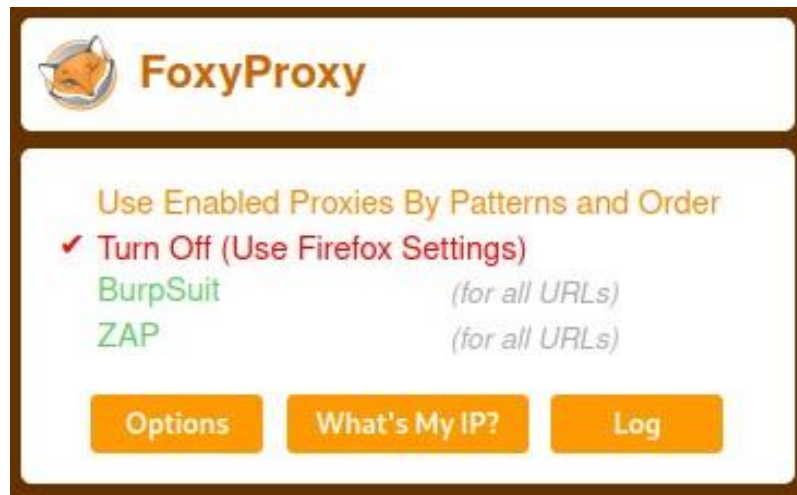 FoxyProxy
Use Enabled Proxies By Patterns and Order
✔ Turn Off (Use Firefox Settings)
BurpSuit (for all URLs)
ZAP (for all URLs)
Options What's My IP? Log